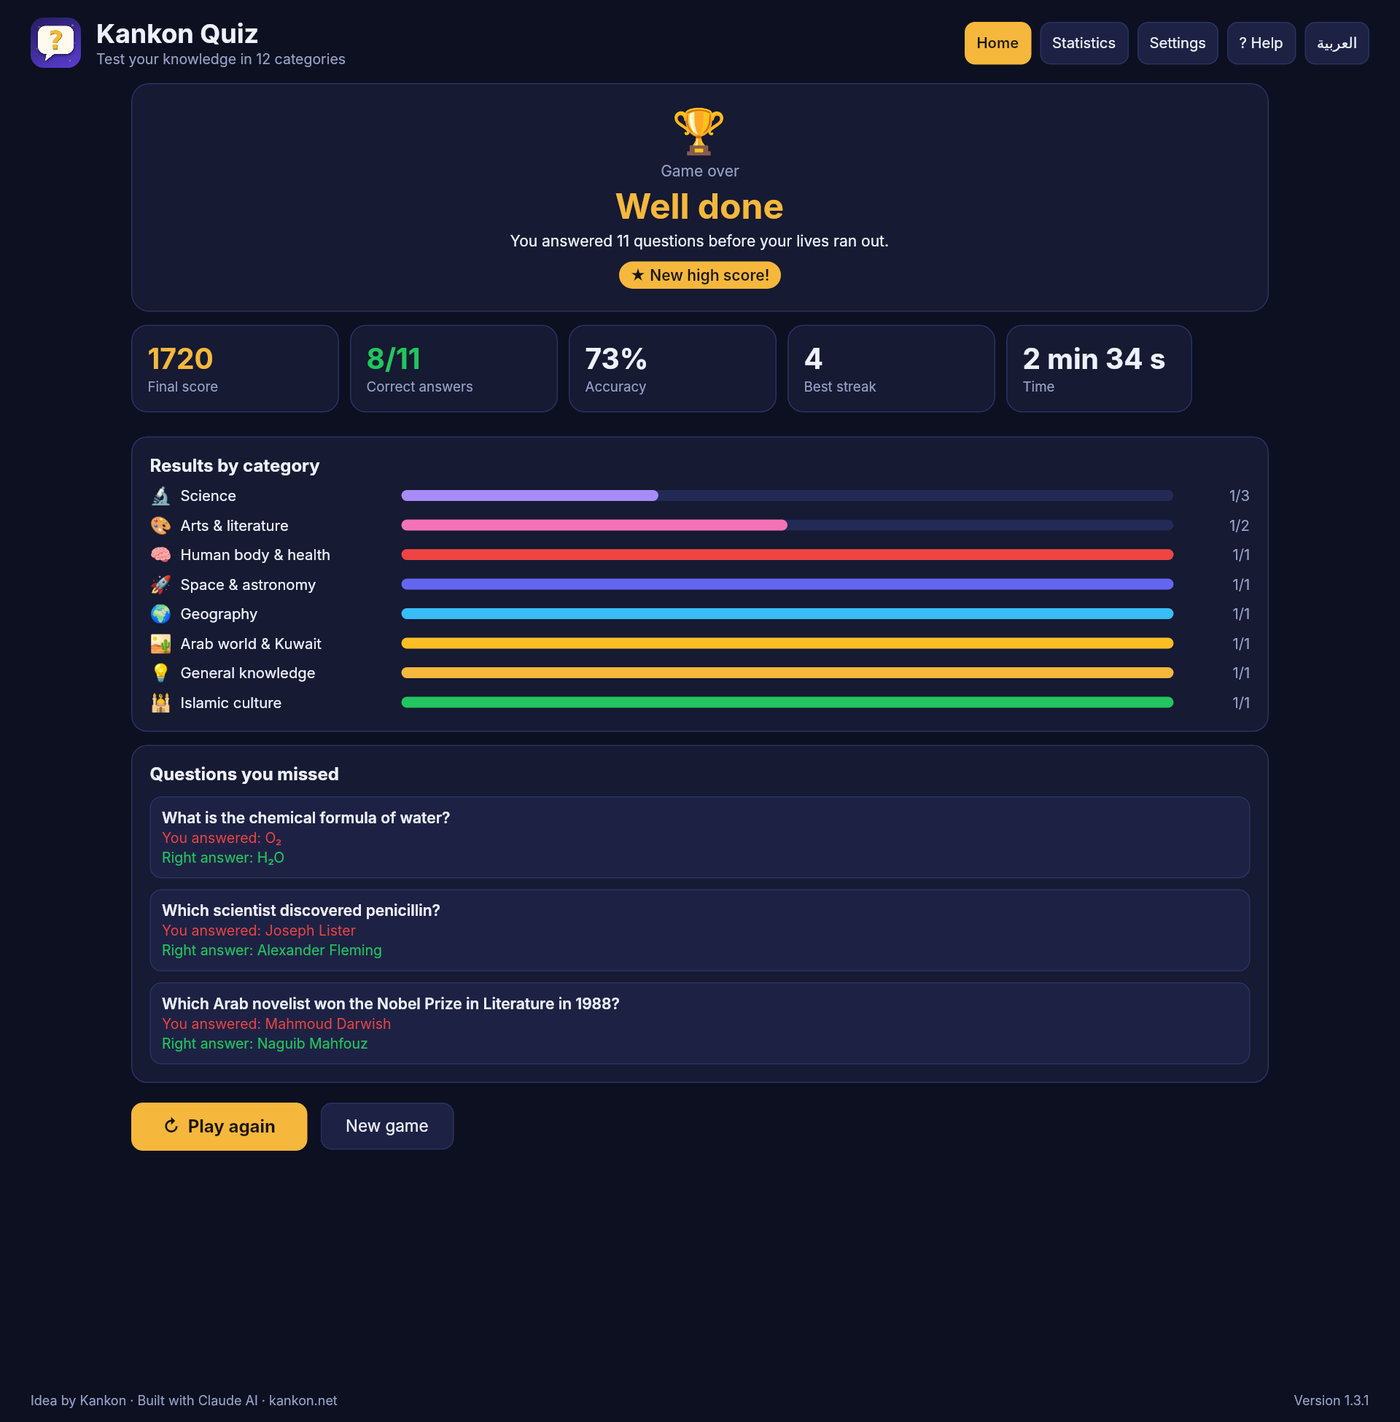 Kankon Quiz
Test your knowledge in 12 categories
Home
Statistics
Settings
? Help
العربية
Game over
Well done
You answered 11 questions before your lives ran out.
★ New high score!
1720
Final score
8/11
Correct answers
73%
Accuracy
4
Best streak
2 min 34 s
Time
Results by category
Science 1/3
Arts & literature 1/2
Human body & health 1/1
Space & astronomy 1/1
Geography 1/1
Arab world & Kuwait 1/1
General knowledge 1/1
Islamic culture 1/1
Questions you missed
What is the chemical formula of water?
You answered: O₂
Right answer: H₂O
Which scientist discovered penicillin?
You answered: Joseph Lister
Right answer: Alexander Fleming
Which Arab novelist won the Nobel Prize in Literature in 1988?
You answered: Mahmoud Darwish
Right answer: Naguib Mahfouz
↻ Play again
New game
Idea by Kankon · Built with Claude AI · kankon.net
Version 1.3.1